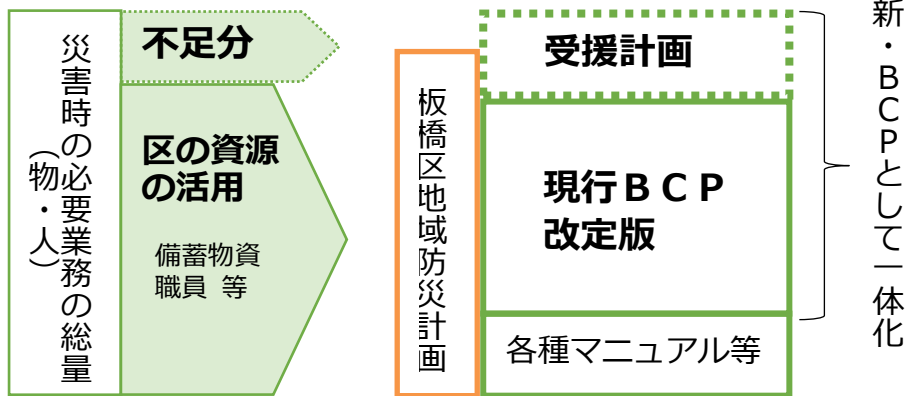 災害時の必要業務の総量
（物・人）
不足分
区の資源
の活用
備蓄物資
職員 等
板橋区地域防災計画
受援計画
現行ＢＣＰ
改定版
各種マニュアル等
新・ＢＣＰとして一体化